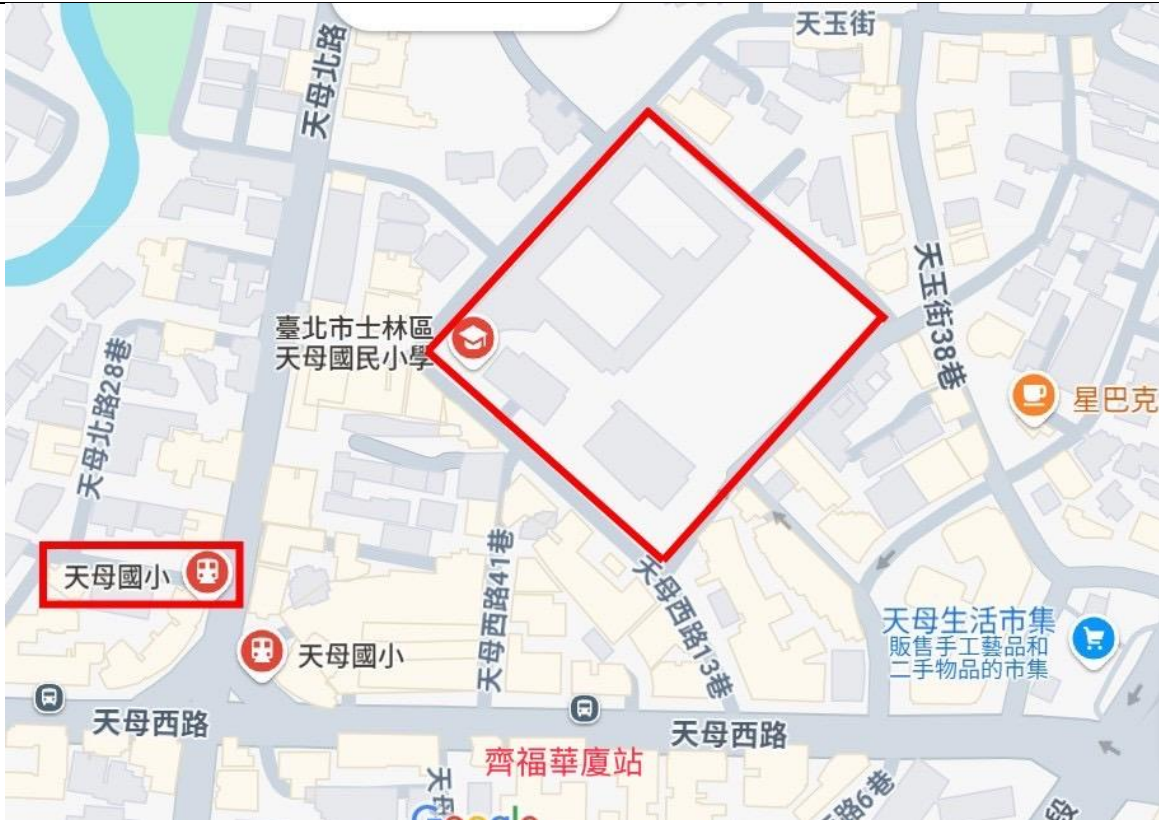 天玉街
天母北路
臺北市士林區
天母國民小學
天玉街38巷
星巴克
天母北路28巷
天母國小
天母西路41巷
天母西路13巷
天母生活市集
販售手工藝品和
二手物品的市集
天母國小
天母西路
天母西路
齊福華廈站
天母
路6巷
段
Google